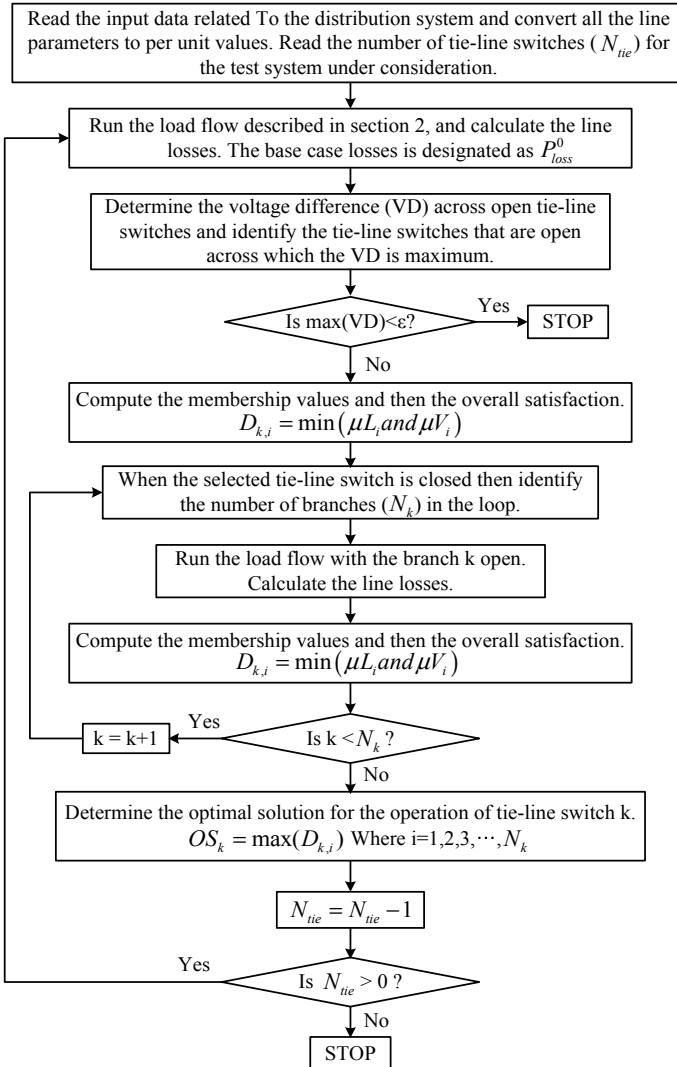 Read the input data related To the distribution system and convert all the line
parameters to per unit values. Read the number of tie-line switches (N_tie) for
the test system under consideration.
Run the load flow described in section 2, and calculate the line
losses. The base case losses is designated as P^0_loss
Determine the voltage difference (VD) across open tie-line
switches and identify the tie-line switches that are open
across which the VD is maximum.
Is max(VD)<ε?
Yes
STOP
No
Compute the membership values and then the overall satisfaction.
D_k,i = min(μL_i and μV_i)
When the selected tie-line switch is closed then identify
the number of branches (N_k) in the loop.
Run the load flow with the branch k open.
Calculate the line losses.
Compute the membership values and then the overall satisfaction.
D_k,i = min(μL_i and μV_i)
Is k < N_k ?
Yes
k = k+1
No
Determine the optimal solution for the operation of tie-line switch k.
OS_k = max(D_k,i) Where i=1,2,3,⋯,N_k
N_tie = N_tie − 1
Is N_tie > 0 ?
Yes
No
STOP